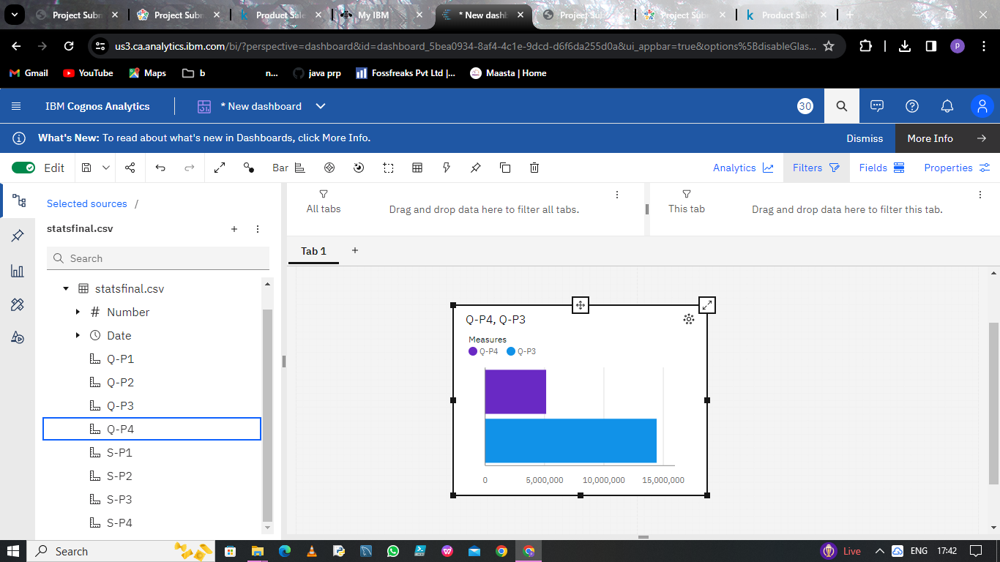 Project Subm
Project Subm
Product Sale
My IBM
* New dashb
Project Subm
Project Subm
Product Sale
us3.ca.analytics.ibm.com/bi/?perspective=dashboard&id=dashboard_5bea0934-8af4-4c1e-9dcd-d6f6da255d0a&ui_appbar=true&options%5BdisableGlas...
p
Gmail
YouTube
Maps
b
n...
java prp
Fossfreaks Pvt Ltd |...
Maasta | Home
IBM Cognos Analytics
* New dashboard
30
What's New: To read about what's new in Dashboards, click More Info.
Dismiss
More Info
Edit
Bar
Analytics
Filters
Fields
Properties
Selected sources /
All tabs
Drag and drop data here to filter all tabs.
This tab
Drag and drop data here to filter this tab.
statsfinal.csv
Search
Tab 1
statsfinal.csv
Number
Date
Q-P1
Q-P2
Q-P3
Q-P4
S-P1
S-P2
S-P3
S-P4
Q-P4, Q-P3
Measures
Q-P4
Q-P3
0
5,000,000
10,000,000
15,000,000
Search
Live
ENG
17:42